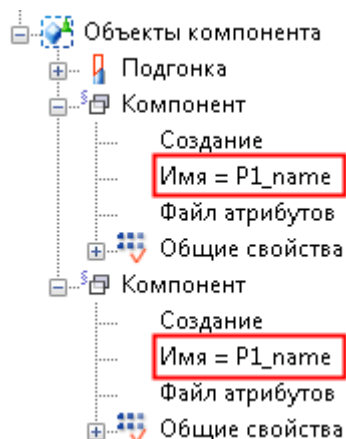 Объекты компонента
Подгонка
Компонент
Создание
Имя = P1_name
Файл атрибутов
Общие свойства
Компонент
Создание
Имя = P1_name
Файл атрибутов
Общие свойства